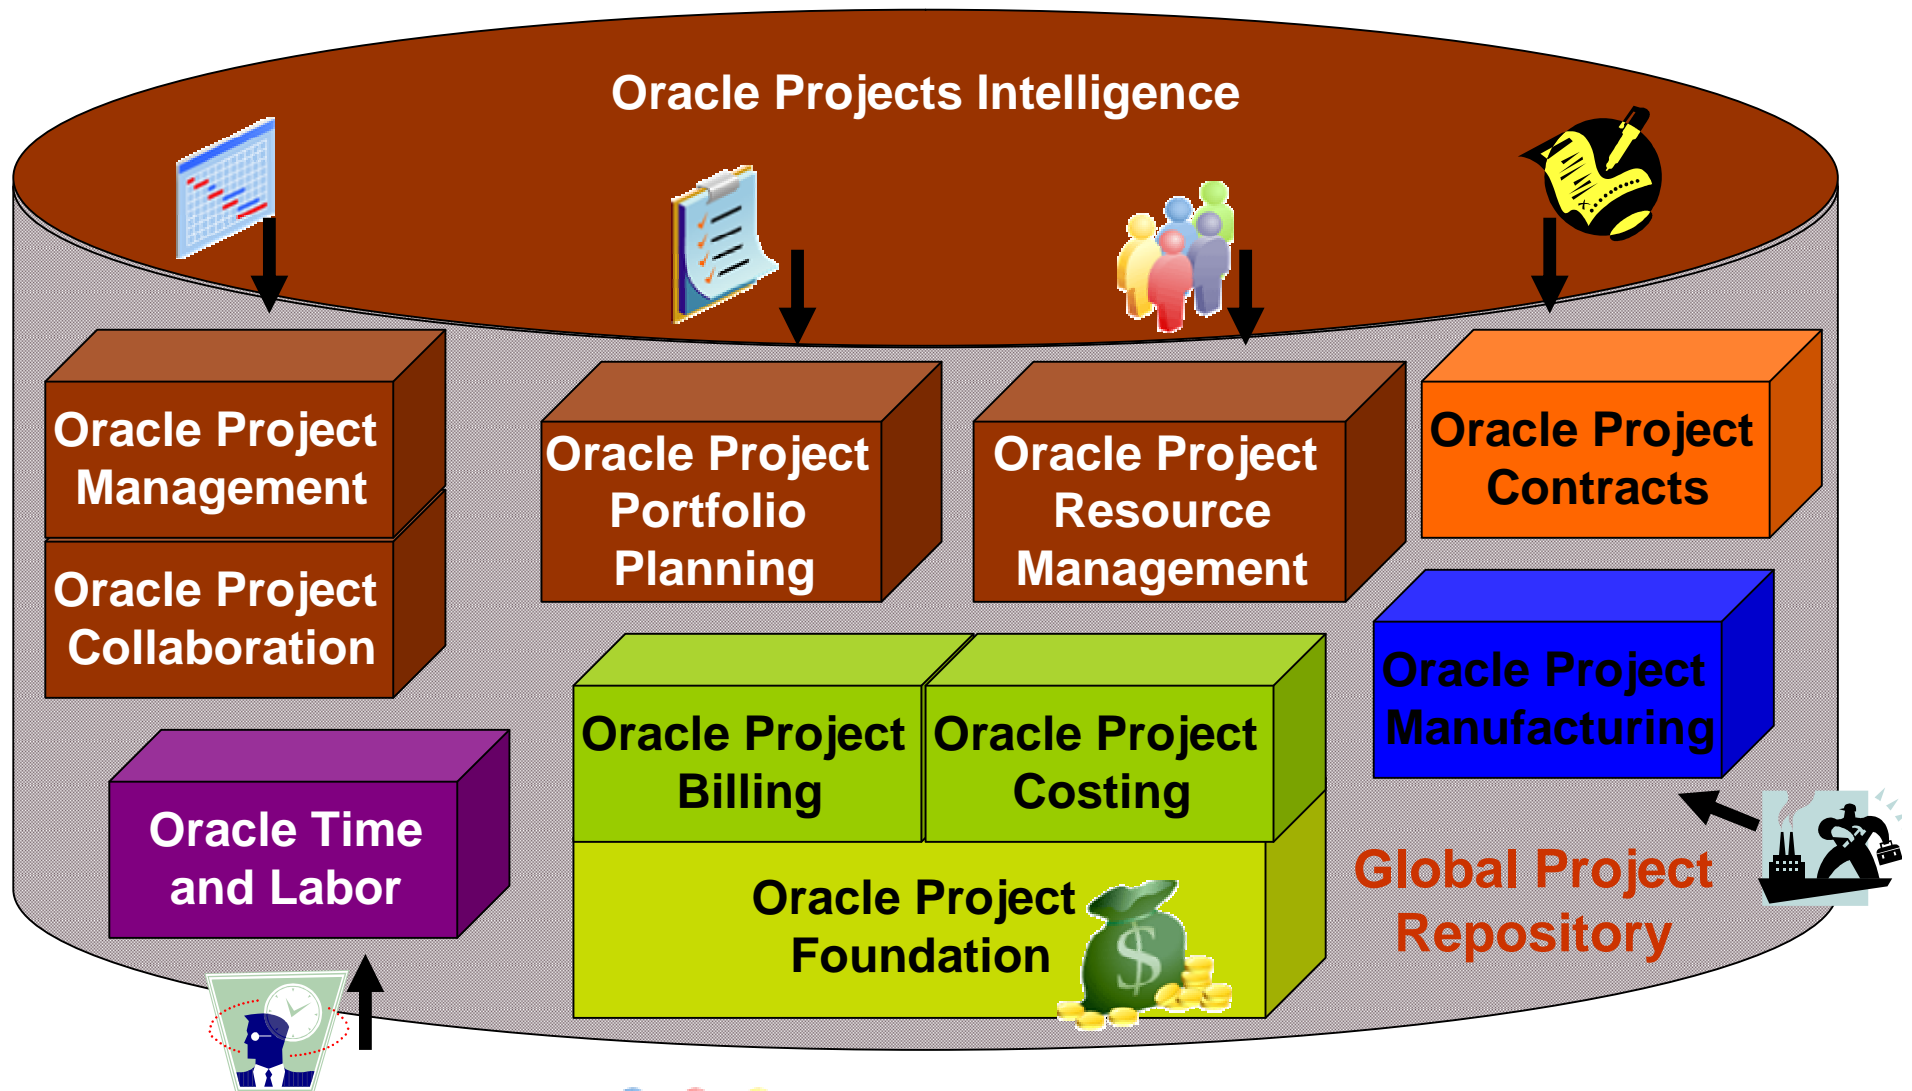 Oracle Projects Intelligence
Oracle Project
Management
Oracle Project
Collaboration
Oracle Project
Portfolio
Planning
Oracle Project
Resource
Management
Oracle Project
Contracts
Oracle Project
Manufacturing
Oracle Time
and Labor
Oracle Project
Billing
Oracle Project
Costing
Oracle Project
Foundation
$
Global Project
Repository